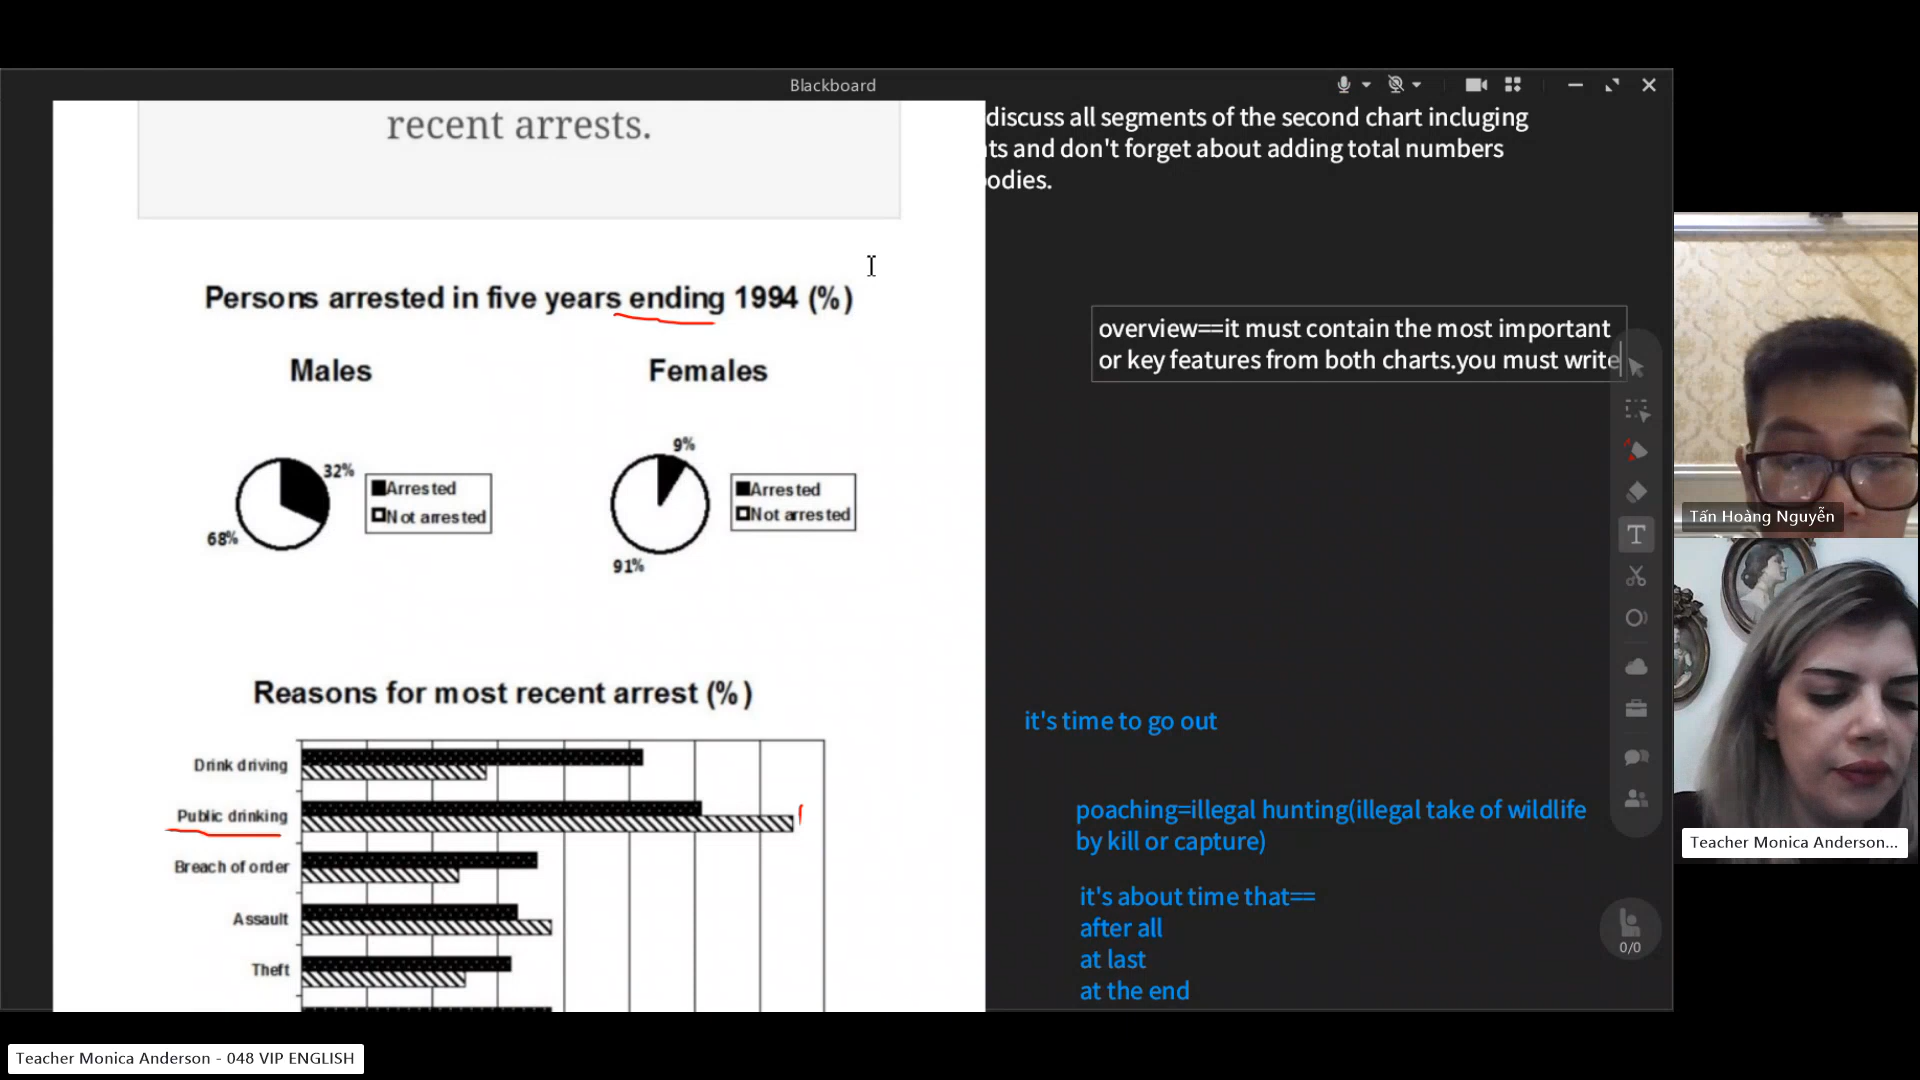 Blackboard
recent arrests.
discuss all segments of the second chart incluging
ts and don't forget about adding total numbers
odies.
Persons arrested in five years ending 1994 (%)
overview==it must contain the most important
or key features from both charts.you must write
Males
Females
32%
68%
Arrested
Not arrested
9%
91%
Arrested
Not arrested
Reasons for most recent arrest (%)
Drink driving
Public drinking
Breach of order
Assault
Theft
it's time to go out
poaching=illegal hunting(illegal take of wildlife
by kill or capture)
it's about time that==
after all
at last
at the end
T
0/0
Tấn Hoàng Nguyễn
Teacher Monica Anderson...
Teacher Monica Anderson - 048 VIP ENGLISH